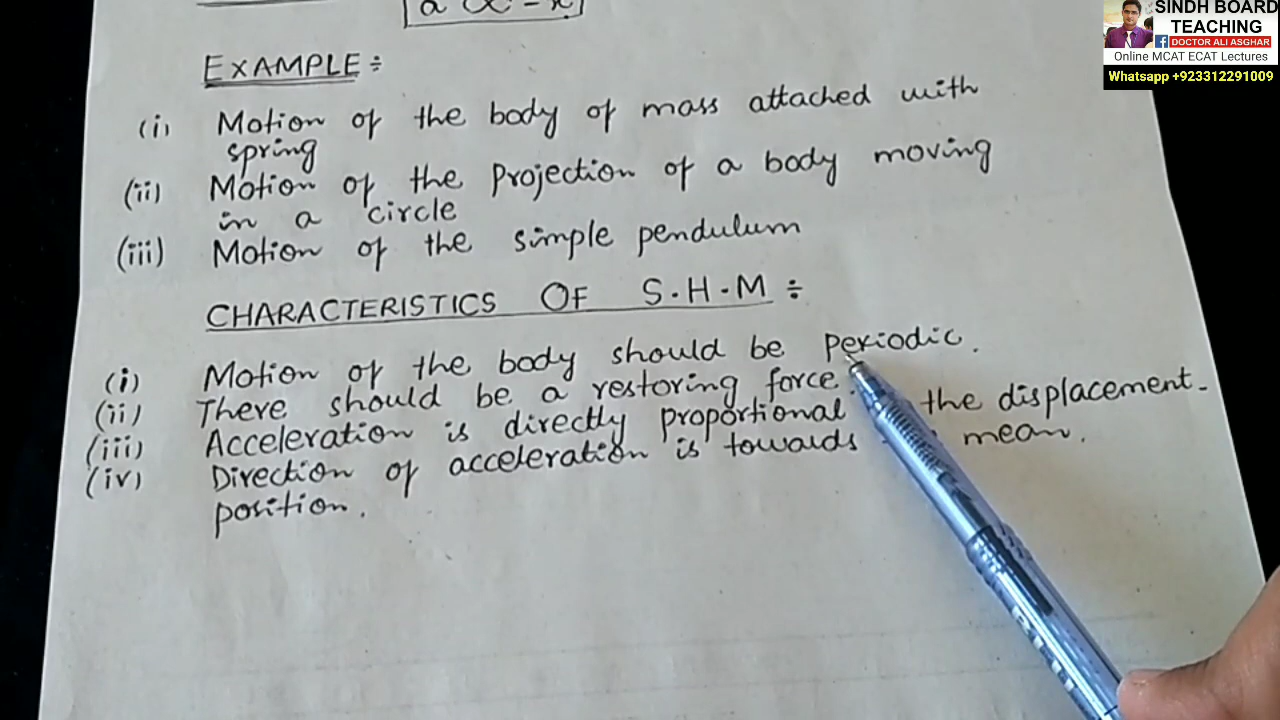 a ∝ -x
EXAMPLE÷
(i) Motion of the body of mass attached with
spring
(ii) Motion of the projection of a body moving
in a circle
(iii) Motion of the simple pendulum
CHARACTERISTICS OF S.H.M÷
(i) Motion of the body should be periodic.
(ii) There should be a restoring force
(iii) Acceleration is directly proportional the displacement.
(iv) Direction of acceleration is towards mean.
position.
SINDH BOARD
TEACHING
DOCTOR ALI ASGHAR
Online MCAT ECAT Lectures
Whatsapp +923312291009